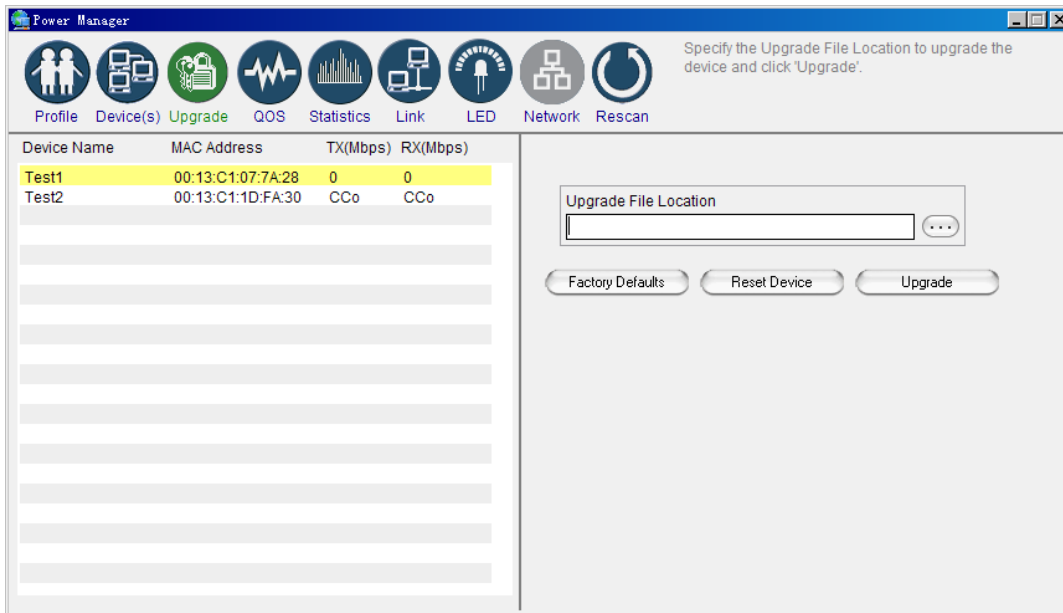 Power Manager
Specify the Upgrade File Location to upgrade the
device and click 'Upgrade'.
Profile Device(s) Upgrade QOS Statistics Link LED Network Rescan
Device Name MAC Address TX(Mbps) RX(Mbps)
Test1 00:13:C1:07:7A:28 0 0
Test2 00:13:C1:1D:FA:30 CCo CCo
Upgrade File Location
...
Factory Defaults Reset Device Upgrade